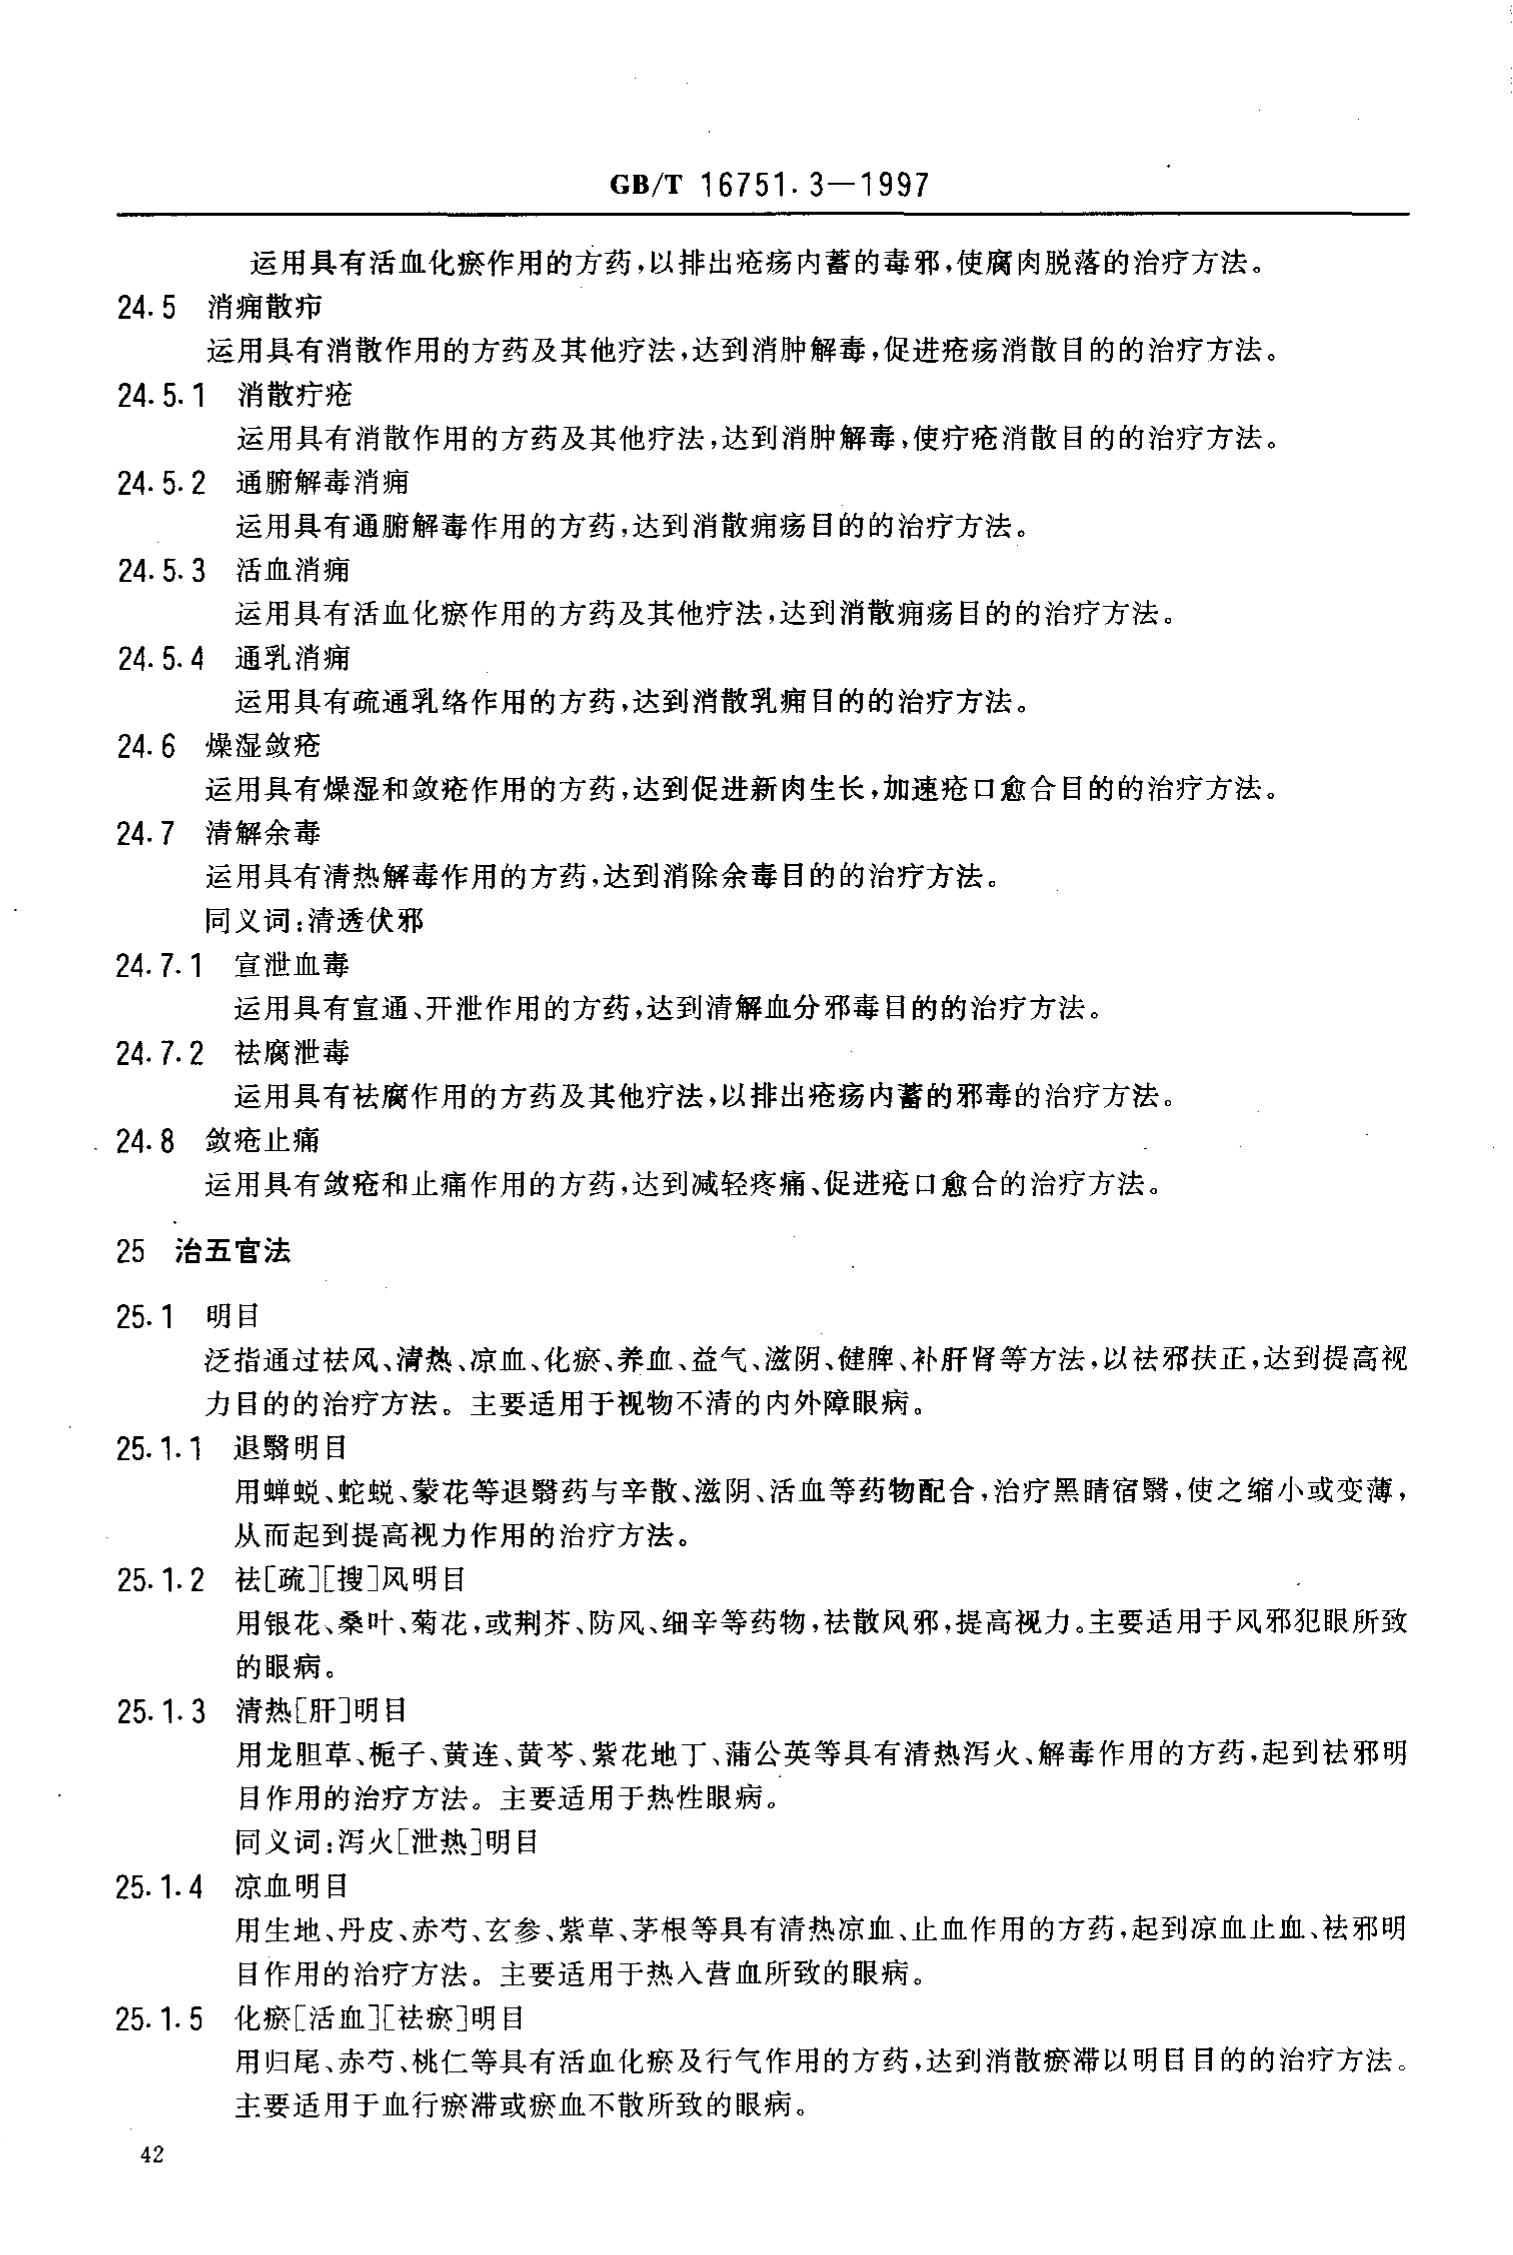 GB/T 16751.3—1997
运用具有活血化瘀作用的方药,以排出疮疡内蓄的毒邪,使腐肉脱落的治疗方法。
24.5 消痈散疖
运用具有消散作用的方药及其他疗法,达到消肿解毒,促进疮疡消散目的的治疗方法。
24.5.1 消散疔疮
运用具有消散作用的方药及其他疗法,达到消肿解毒,使疔疮消散目的的治疗方法。
24.5.2 通腑解毒消痈
运用具有通腑解毒作用的方药,达到消散痈疡目的的治疗方法。
24.5.3 活血消痈
运用具有活血化瘀作用的方药及其他疗法,达到消散痈疡目的的治疗方法。
24.5.4 通乳消痈
运用具有疏通乳络作用的方药,达到消散乳痈目的的治疗方法。
24.6 燥湿敛疮
运用具有燥湿和敛疮作用的方药,达到促进新肉生长,加速疮口愈合目的的治疗方法。
24.7 清解余毒
运用具有清热解毒作用的方药,达到消除余毒目的的治疗方法。
同义词:清透伏邪
24.7.1 宣泄血毒
运用具有宣通、开泄作用的方药,达到清解血分邪毒目的的治疗方法。
24.7.2 祛腐泄毒
运用具有祛腐作用的方药及其他疗法,以排出疮疡内蓄的邪毒的治疗方法。
24.8 敛疮止痛
运用具有敛疮和止痛作用的方药,达到减轻疼痛、促进疮口愈合的治疗方法。
25 治五官法
25.1 明目
泛指通过祛风、清热、凉血、化瘀、养血、益气、滋阴、健脾、补肝肾等方法,以祛邪扶正,达到提高视
力目的的治疗方法。主要适用于视物不清的内外障眼病。
25.1.1 退翳明目
用蝉蜕、蛇蜕、蒙花等退翳药与辛散、滋阴、活血等药物配合,治疗黑睛宿翳,使之缩小或变薄,
从而起到提高视力作用的治疗方法。
25.1.2 祛[疏][搜]风明目
用银花、桑叶、菊花,或荆芥、防风、细辛等药物,祛散风邪,提高视力。主要适用于风邪犯眼所致
的眼病。
25.1.3 清热[肝]明目
用龙胆草、栀子、黄连、黄芩、紫花地丁、蒲公英等具有清热泻火、解毒作用的方药,起到祛邪明
目作用的治疗方法。主要适用于热性眼病。
同义词:泻火[泄热]明目
25.1.4 凉血明目
用生地、丹皮、赤芍、玄参、紫草、茅根等具有清热凉血、止血作用的方药,起到凉血止血、祛邪明
目作用的治疗方法。主要适用于热入营血所致的眼病。
25.1.5 化瘀[活血][祛瘀]明目
用归尾、赤芍、桃仁等具有活血化瘀及行气作用的方药,达到消散瘀滞以明目目的的治疗方法。
主要适用于血行瘀滞或瘀血不散所致的眼病。
42